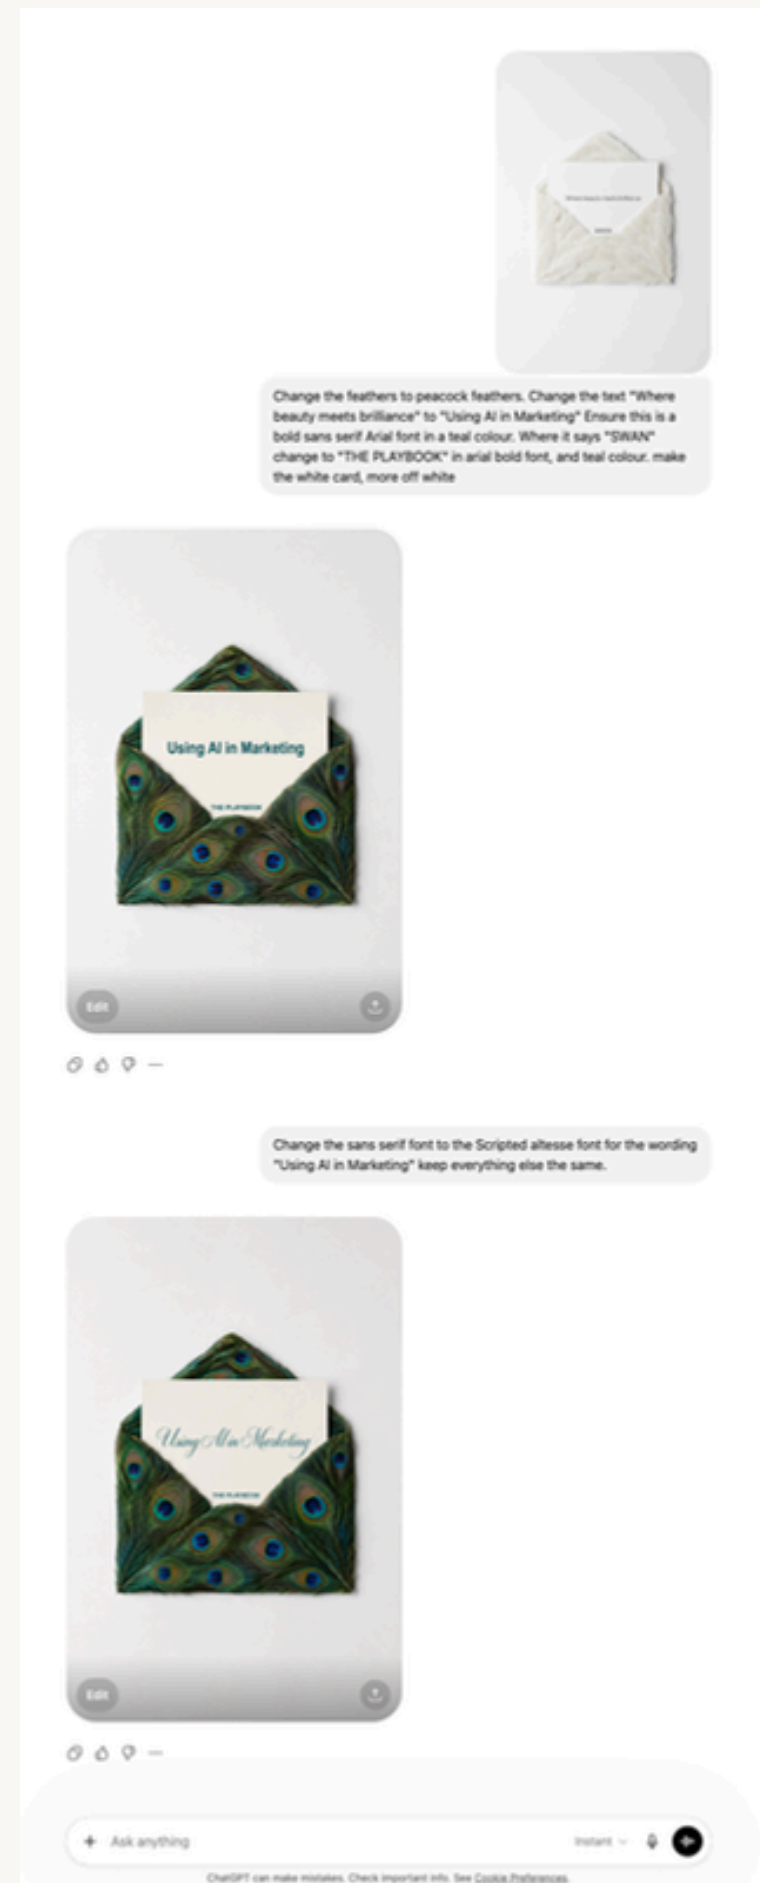 Change the feathers to peacock feathers. Change the text "Where
beauty meets brilliance" to "Using AI in Marketing" Ensure this is a
bold sans serif Arial font in a teal colour. Where it says "SWAN"
change to "THE PLAYBOOK" in arial bold font, and teal colour. make
the white card, more off white
Using AI in Marketing
THE PLAYBOOK
Edit
Change the sans serif font to the Scripted altesse font for the wording
"Using AI in Marketing" keep everything else the same.
Using AI in Marketing
THE PLAYBOOK
Edit
Ask anything
Instant
ChatGPT can make mistakes. Check important info. See Cookie Preferences.